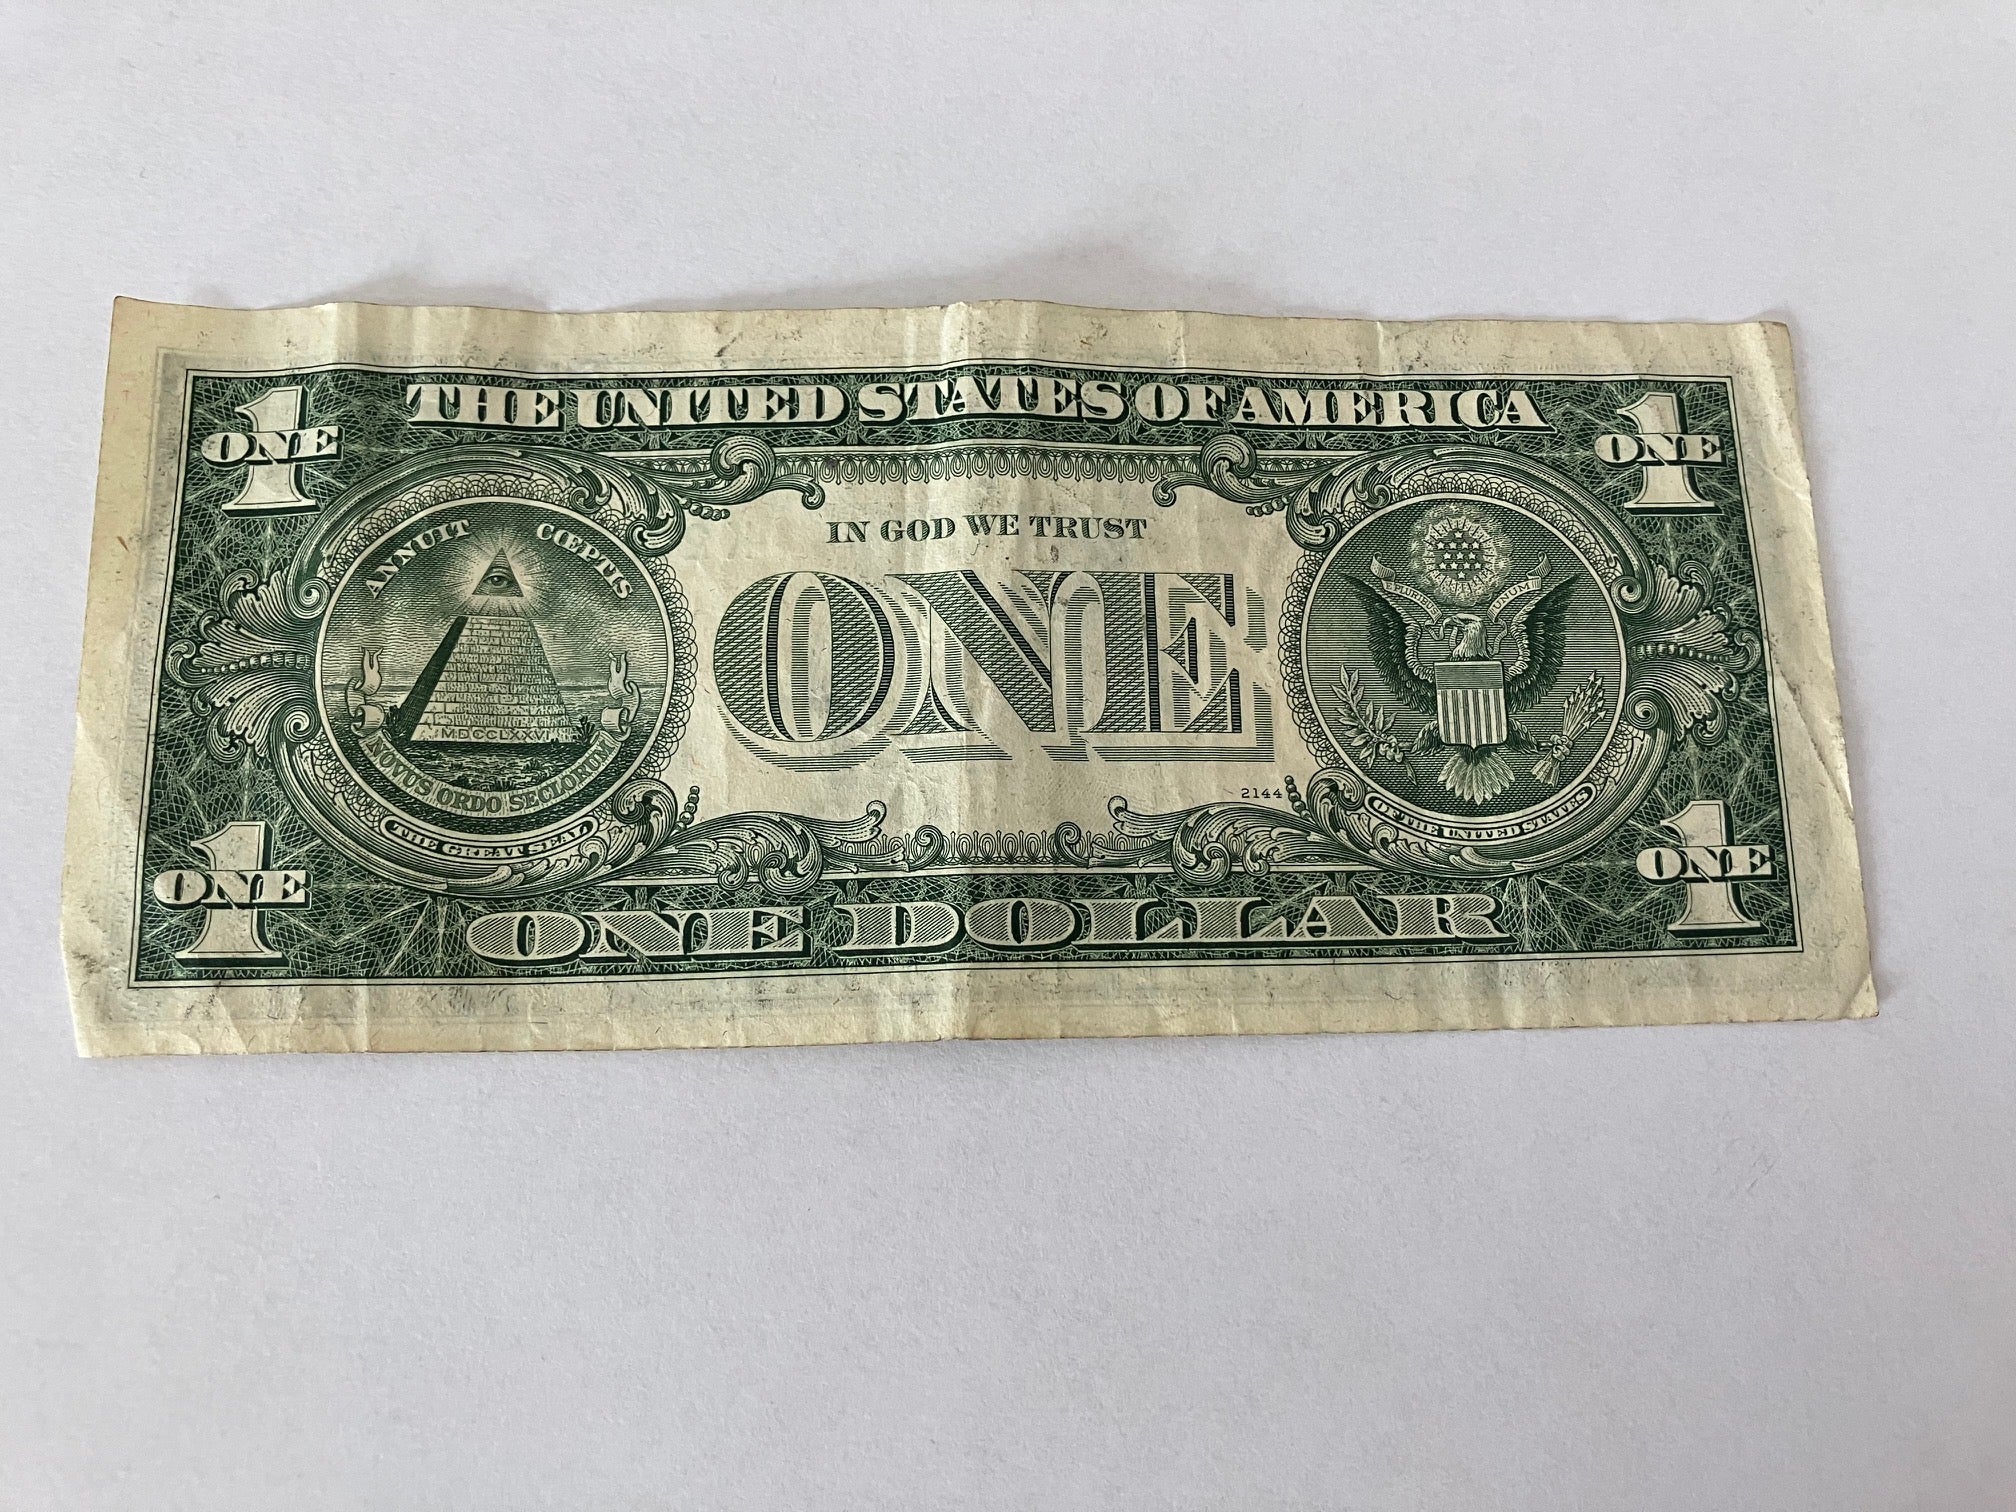 THE UNITED STATES OF AMERICA
1
ONE
1
ONE
IN GOD WE TRUST
ANNUIT CŒPTIS
PLURIBUS UNUM
ONE
MDCCLXXVI
NOVUS ORDO SECLORUM
2144
THE GREAT SEAL
OF THE UNITED STATES
1
ONE
1
ONE
ONE DOLLAR